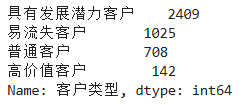 具有发展潜力客户    2409
易流失客户       1025
普通客户        708
高价值客户       142
Name: 客户类型, dtype: int64